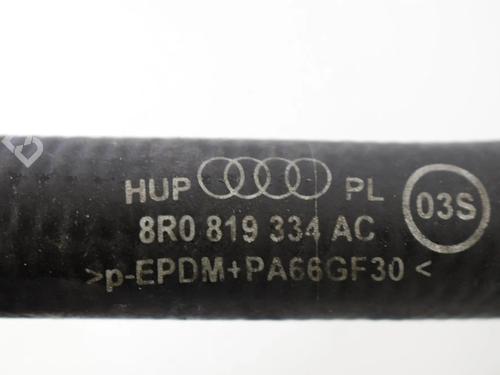 HUP PL
03S
8R0 819 334 AC
>p-EPDM+PA66GF30<